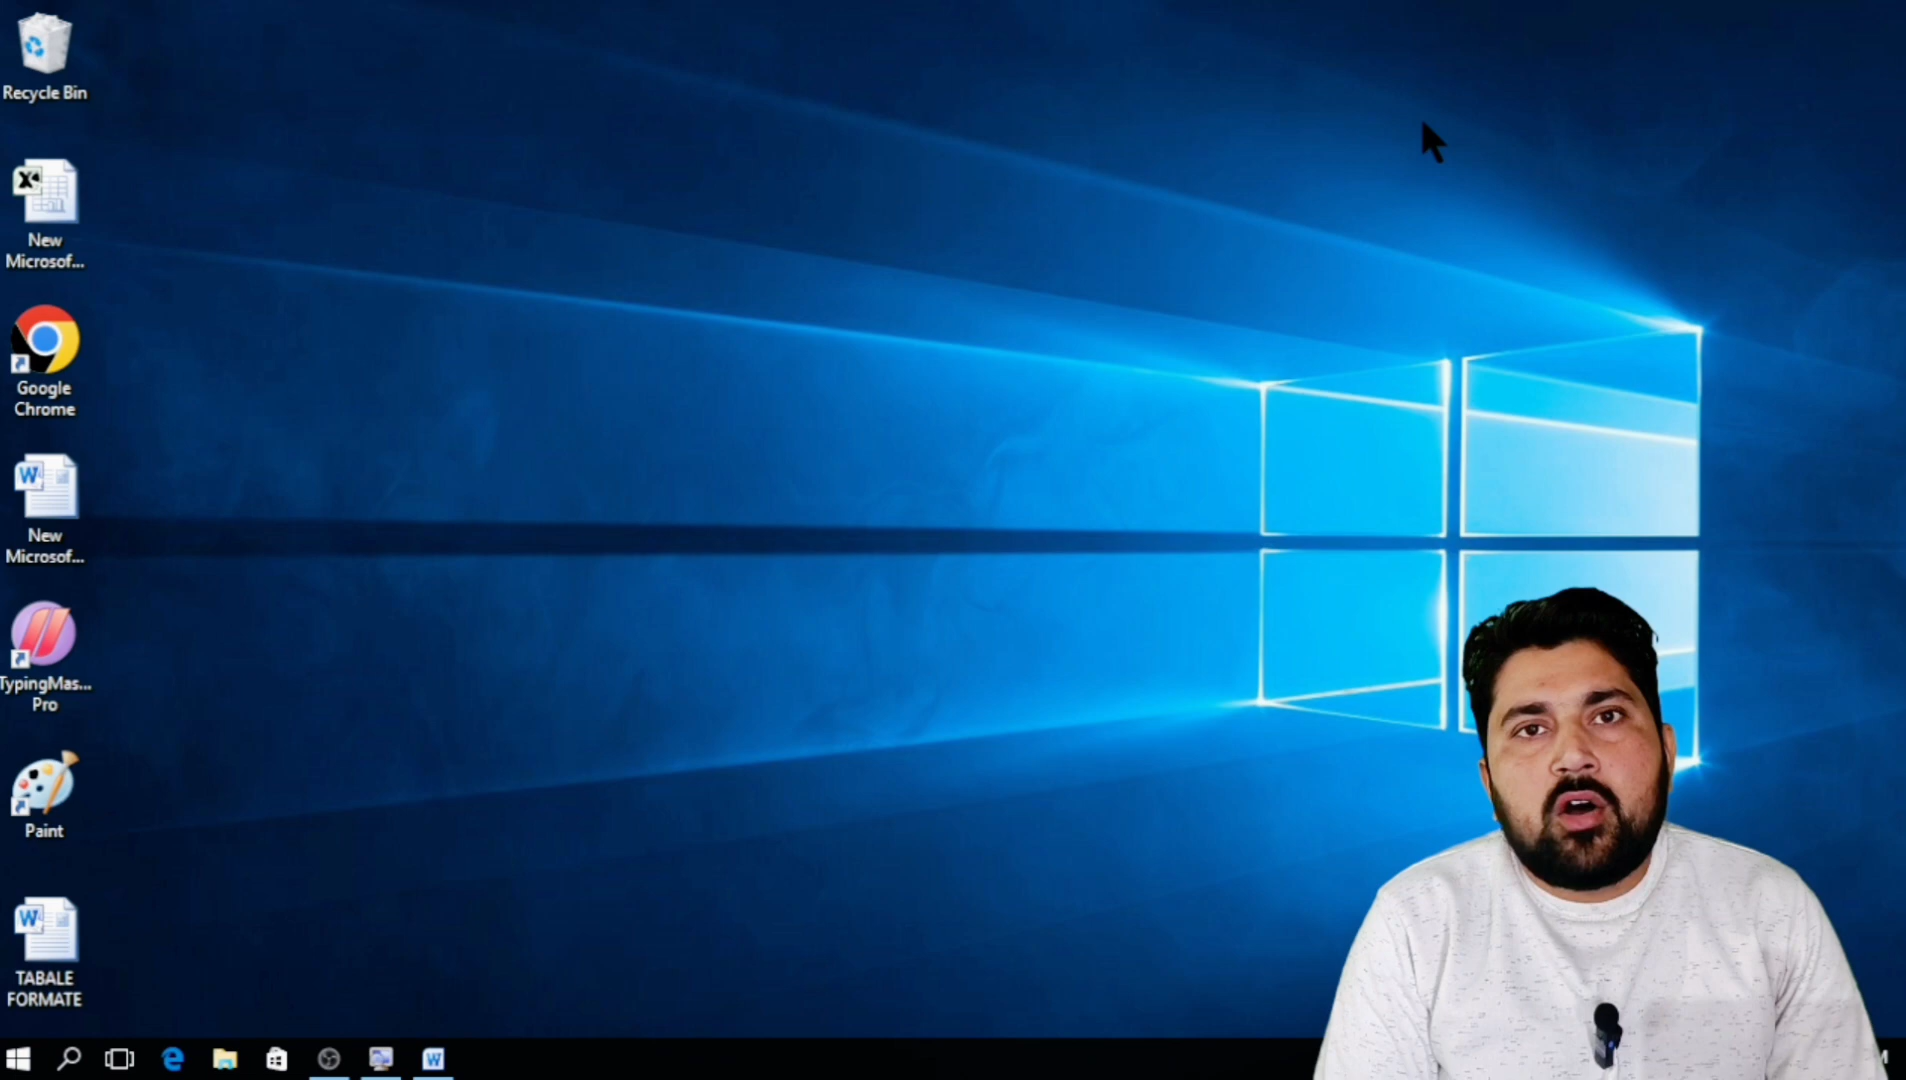 Recycle Bin
New
Microsof...
Google
Chrome
New
Microsof...
TypingMas...
Pro
Paint
TABALE
FORMATE